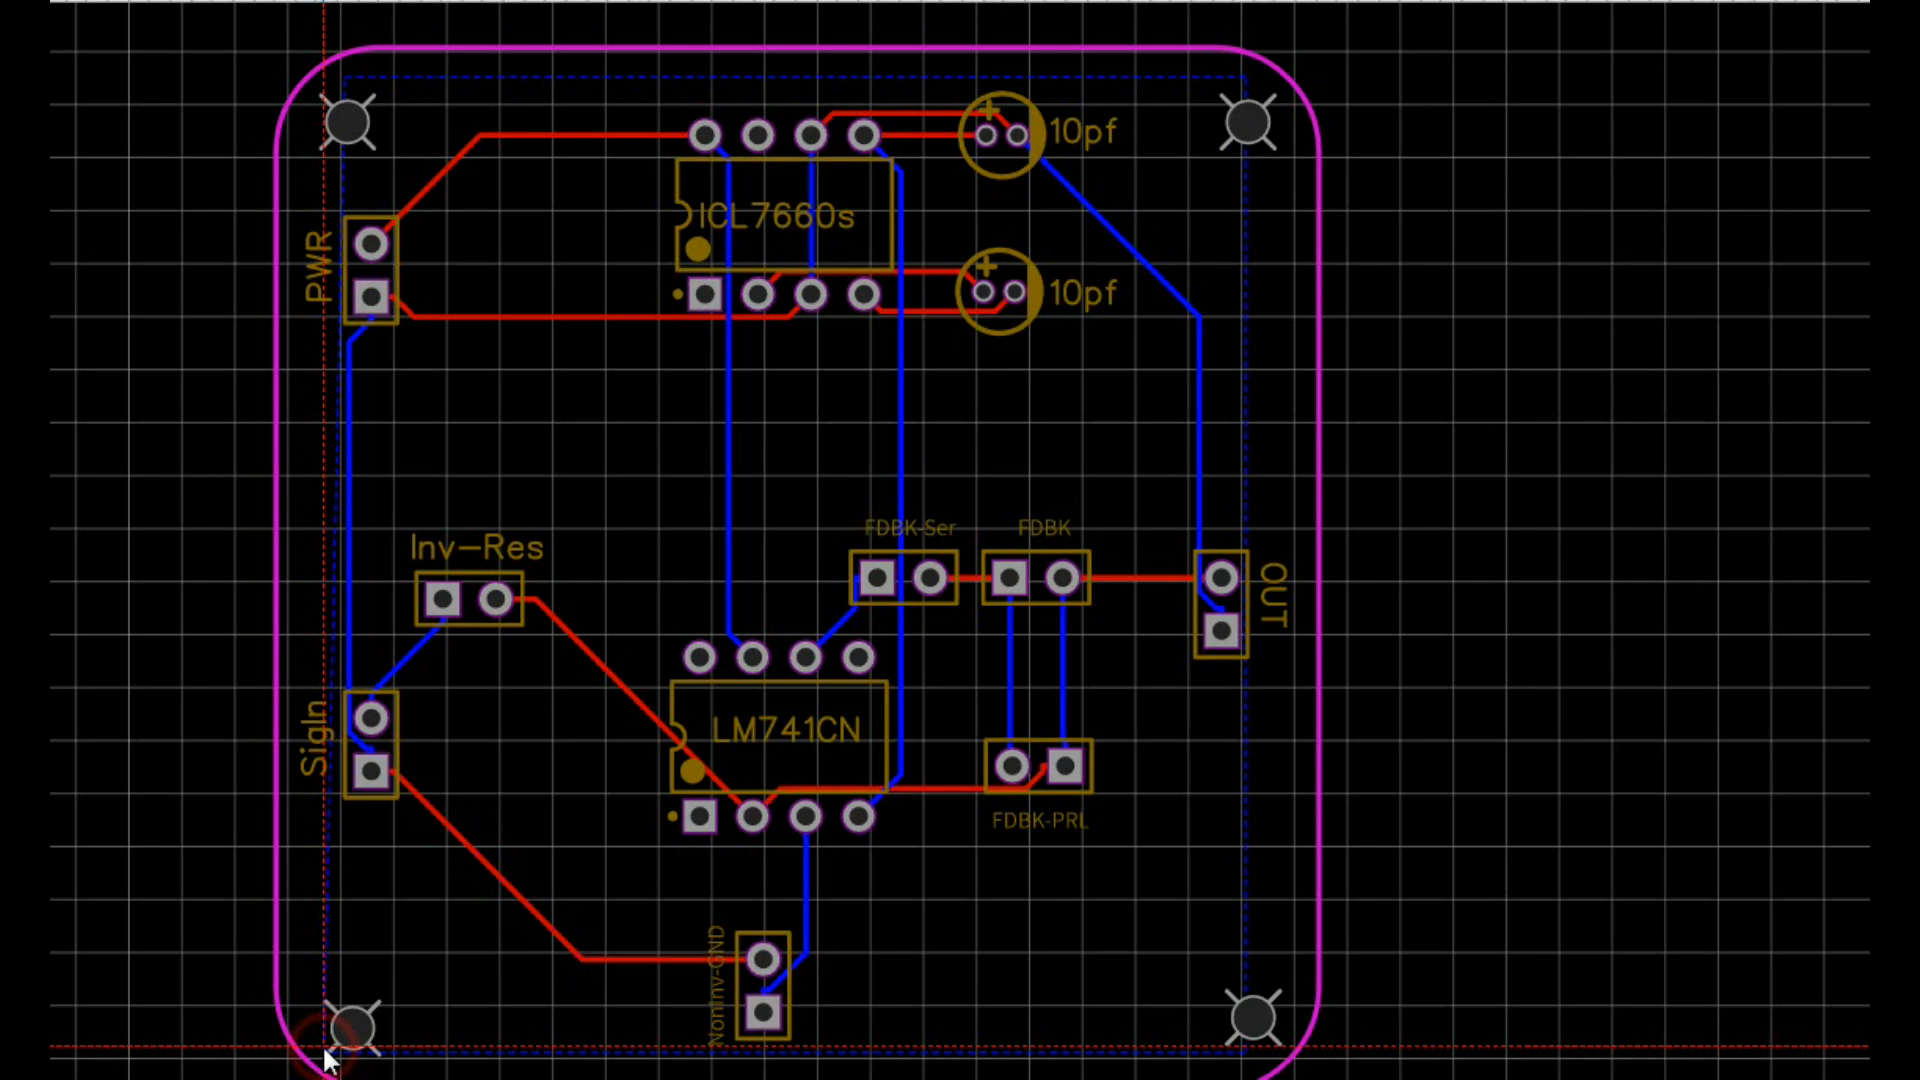 10pf
PWR
ICL7660s
10pf
FDBK-Ser
FDBK
Inv-Res
OUT
SigIn
LM741CN
FDBK-PRL
NonInv-GND